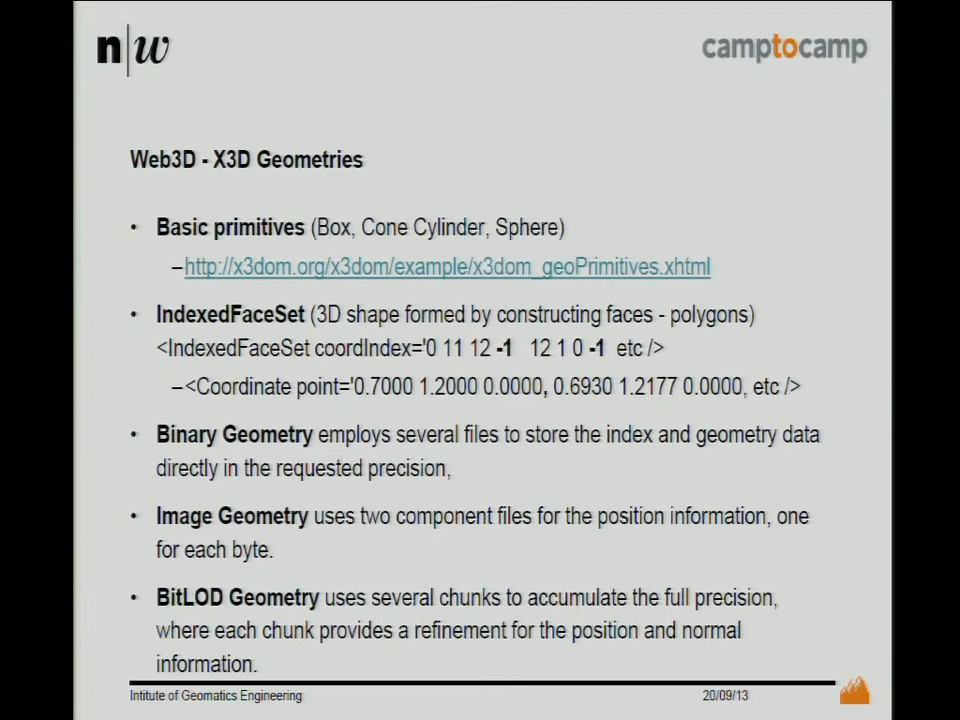 n|w
camptocamp
Web3D - X3D Geometries
• Basic primitives (Box, Cone Cylinder, Sphere)
–http://x3dom.org/x3dom/example/x3dom_geoPrimitives.xhtml
• IndexedFaceSet (3D shape formed by constructing faces - polygons)
<IndexedFaceSet coordIndex='0 11 12 -1 12 1 0 -1 etc />
–<Coordinate point='0.7000 1.2000 0.0000, 0.6930 1.2177 0.0000, etc />
• Binary Geometry employs several files to store the index and geometry data
directly in the requested precision,
• Image Geometry uses two component files for the position information, one
for each byte.
• BitLOD Geometry uses several chunks to accumulate the full precision,
where each chunk provides a refinement for the position and normal
information.
Intitute of Geomatics Engineering
20/09/13